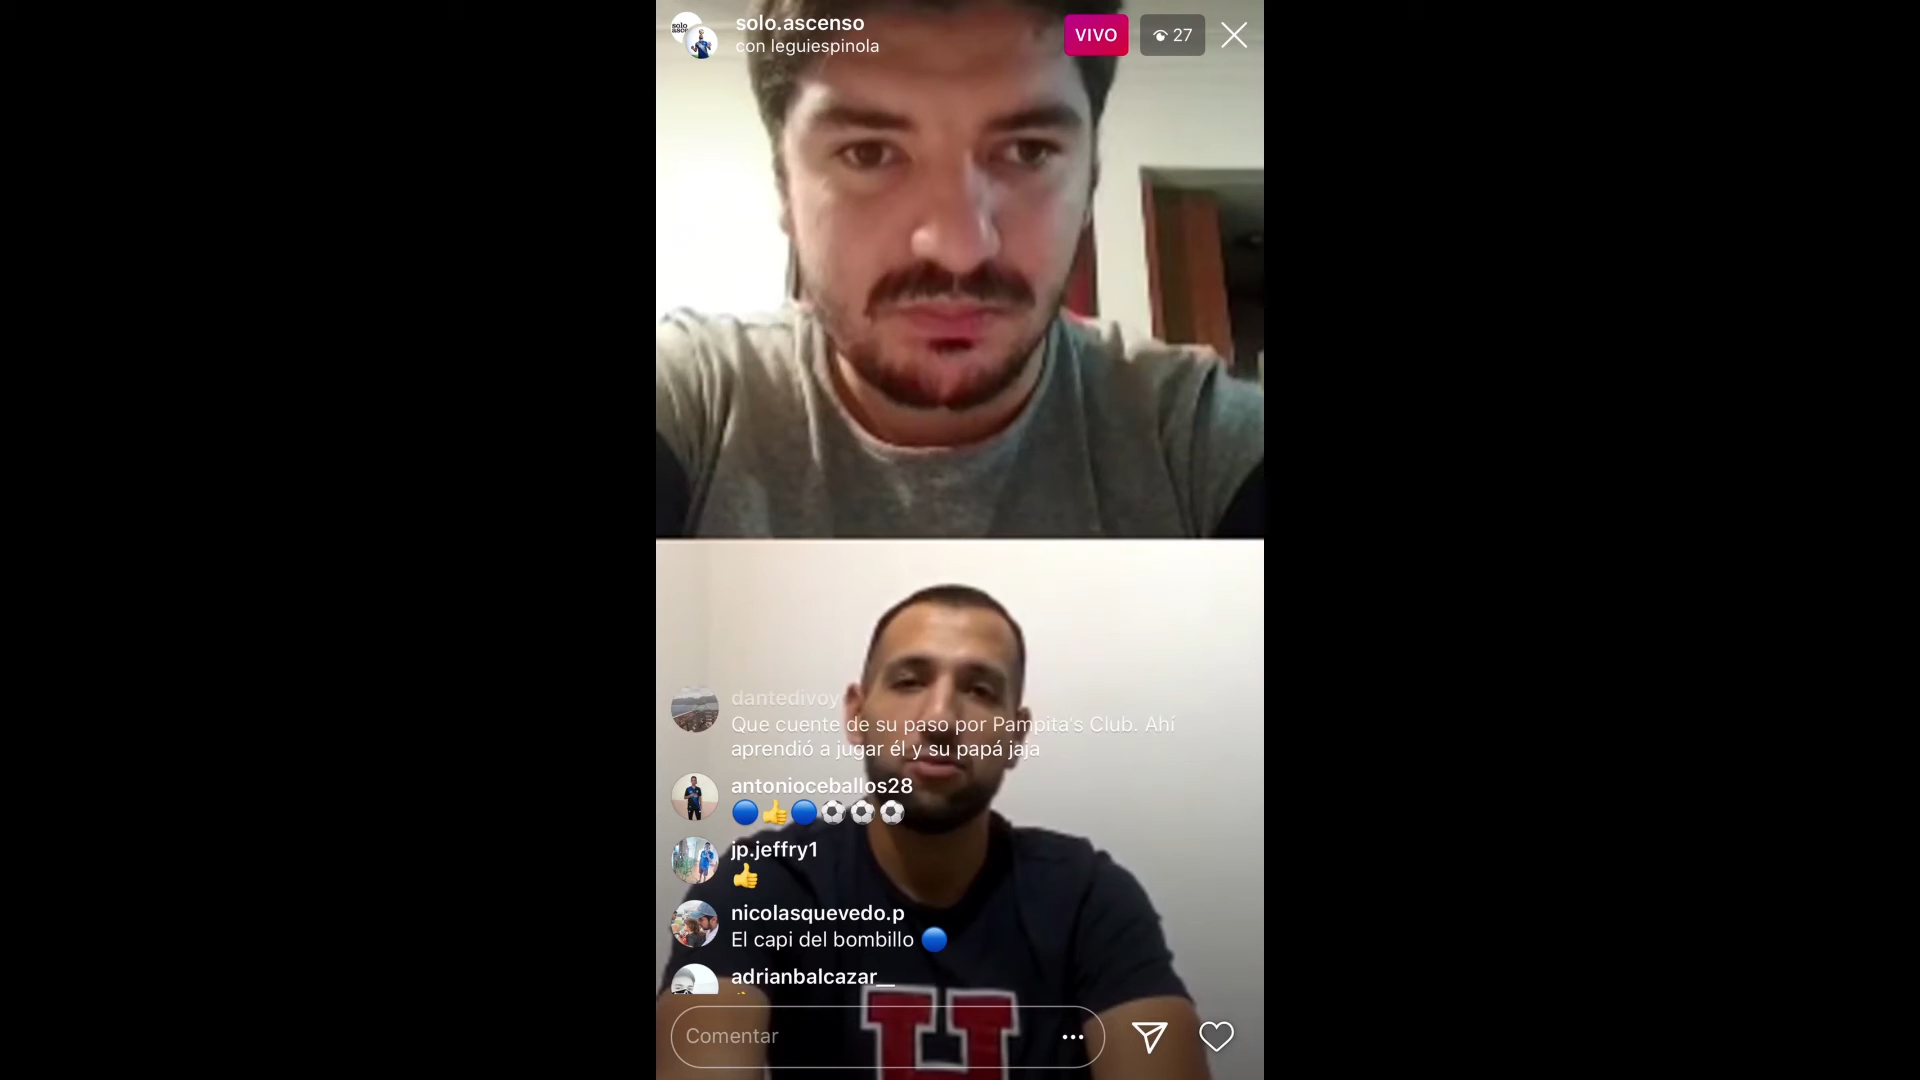 solo.ascenso
con leguiespinola
VIVO
27
dantedivoy
Que cuente de su paso por Pampita's Club. Ahí
aprendió a jugar él y su papá jaja
antonioceballos28
🔵👍🔵⚽⚽⚽
jp.jeffry1
👍
nicolasquevedo.p
El capi del bombillo 🔵
adrianbalcazar__
Comentar